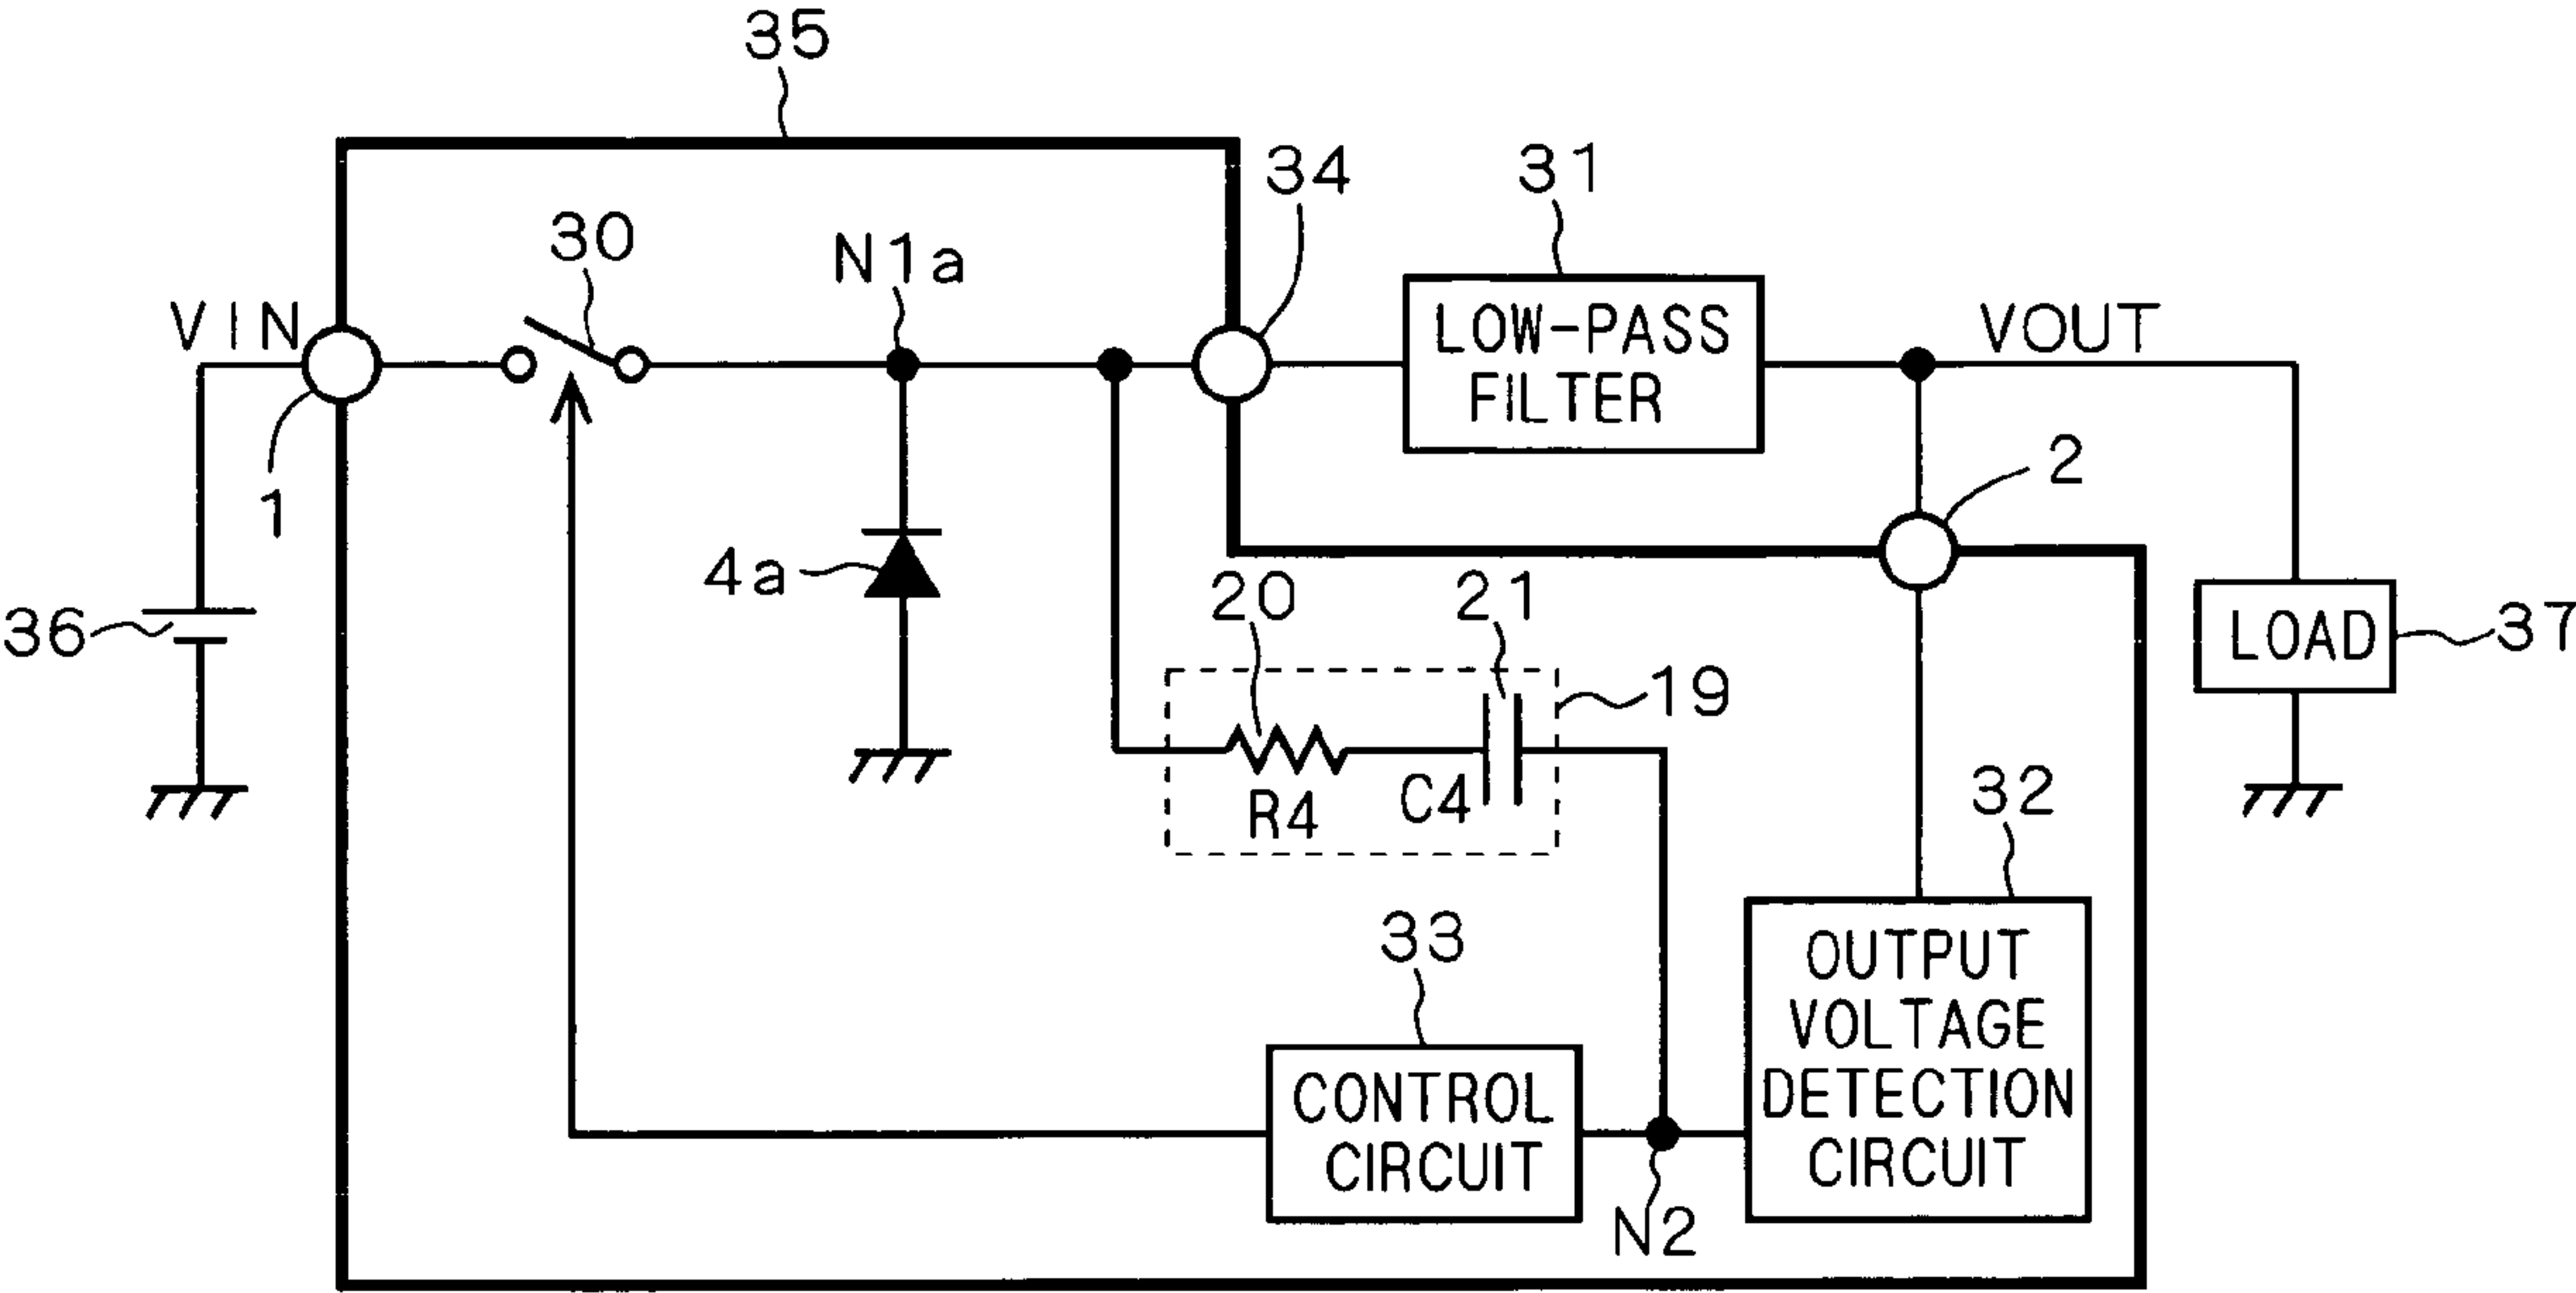 35
34
31
30
N1a
VIN
LOW-PASS
FILTER
VOUT
1
2
4a
20
21
36
19
LOAD
37
R4
C4
32
33
OUTPUT
VOLTAGE
DETECTION
CIRCUIT
CONTROL
CIRCUIT
N2